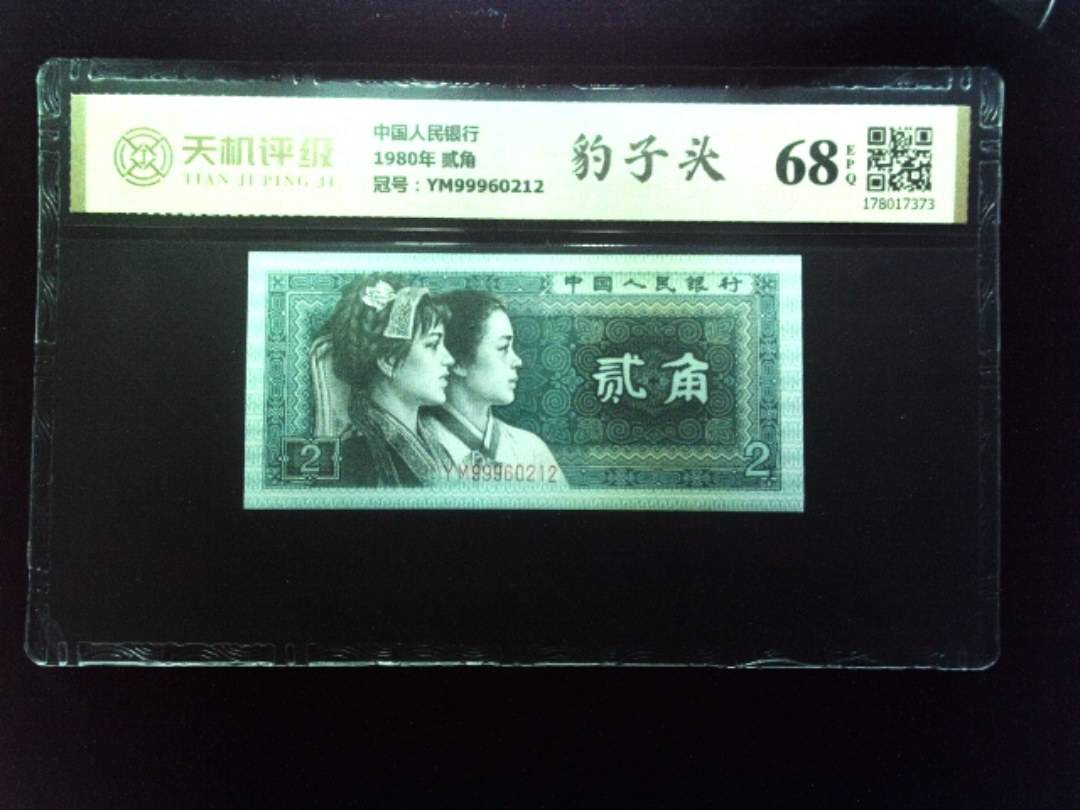 天机评级
TIAN JI PING JI
中国人民银行
1980年 贰角
冠号：YM99960212
豹子头
68
EPQ
178017373
中国人民银行
贰角
2
2
YM99960212